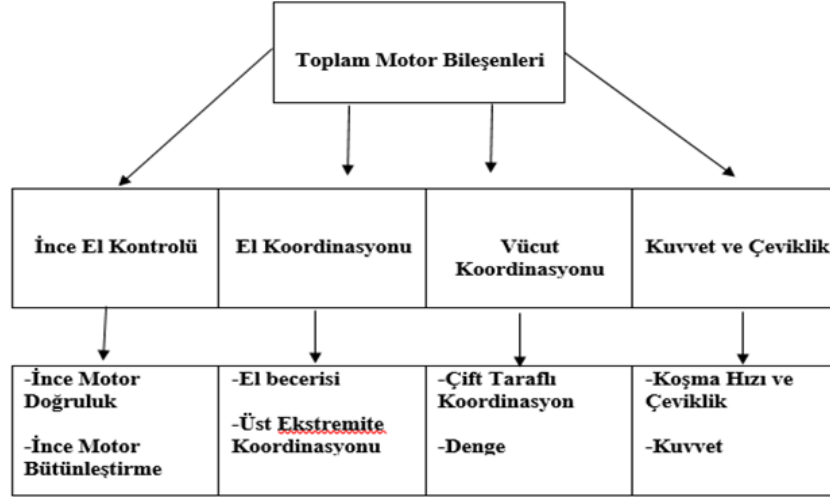 Toplam Motor Bileşenleri
İnce El Kontrolü
El Koordinasyonu
Vücut
Koordinasyonu
Kuvvet ve Çeviklik
-İnce Motor
Doğruluk
-İnce Motor
Bütünleştirme
-El becerisi
-Üst Ekstremite
Koordinasyonu
-Çift Taraflı
Koordinasyon
-Denge
-Koşma Hızı ve
Çeviklik
-Kuvvet